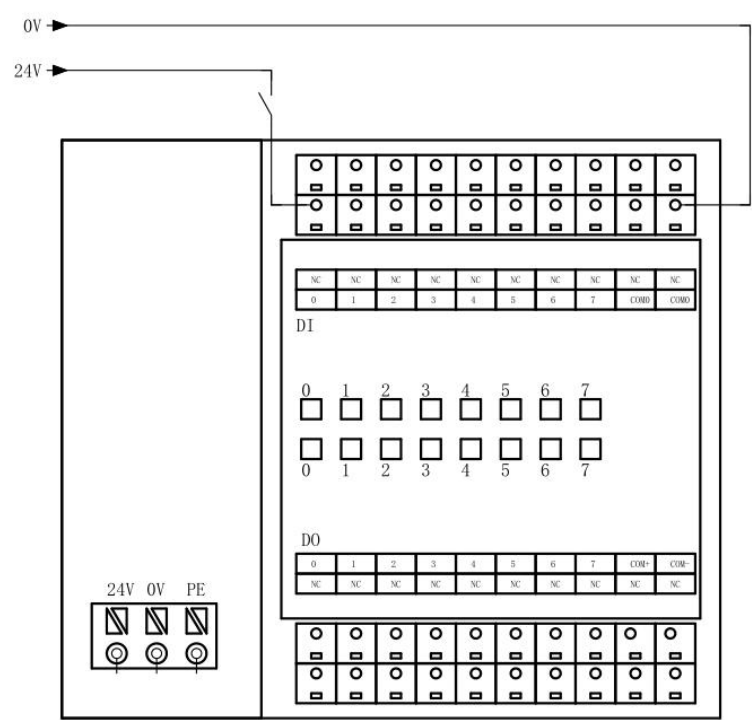 0V
24V
NC NC NC NC NC NC NC NC NC NC
0 1 2 3 4 5 6 7 COM0 COM0
DI
0 1 2 3 4 5 6 7
0 1 2 3 4 5 6 7
DO
0 1 2 3 4 5 6 7 COM+ COM-
NC NC NC NC NC NC NC NC NC NC
24V 0V PE